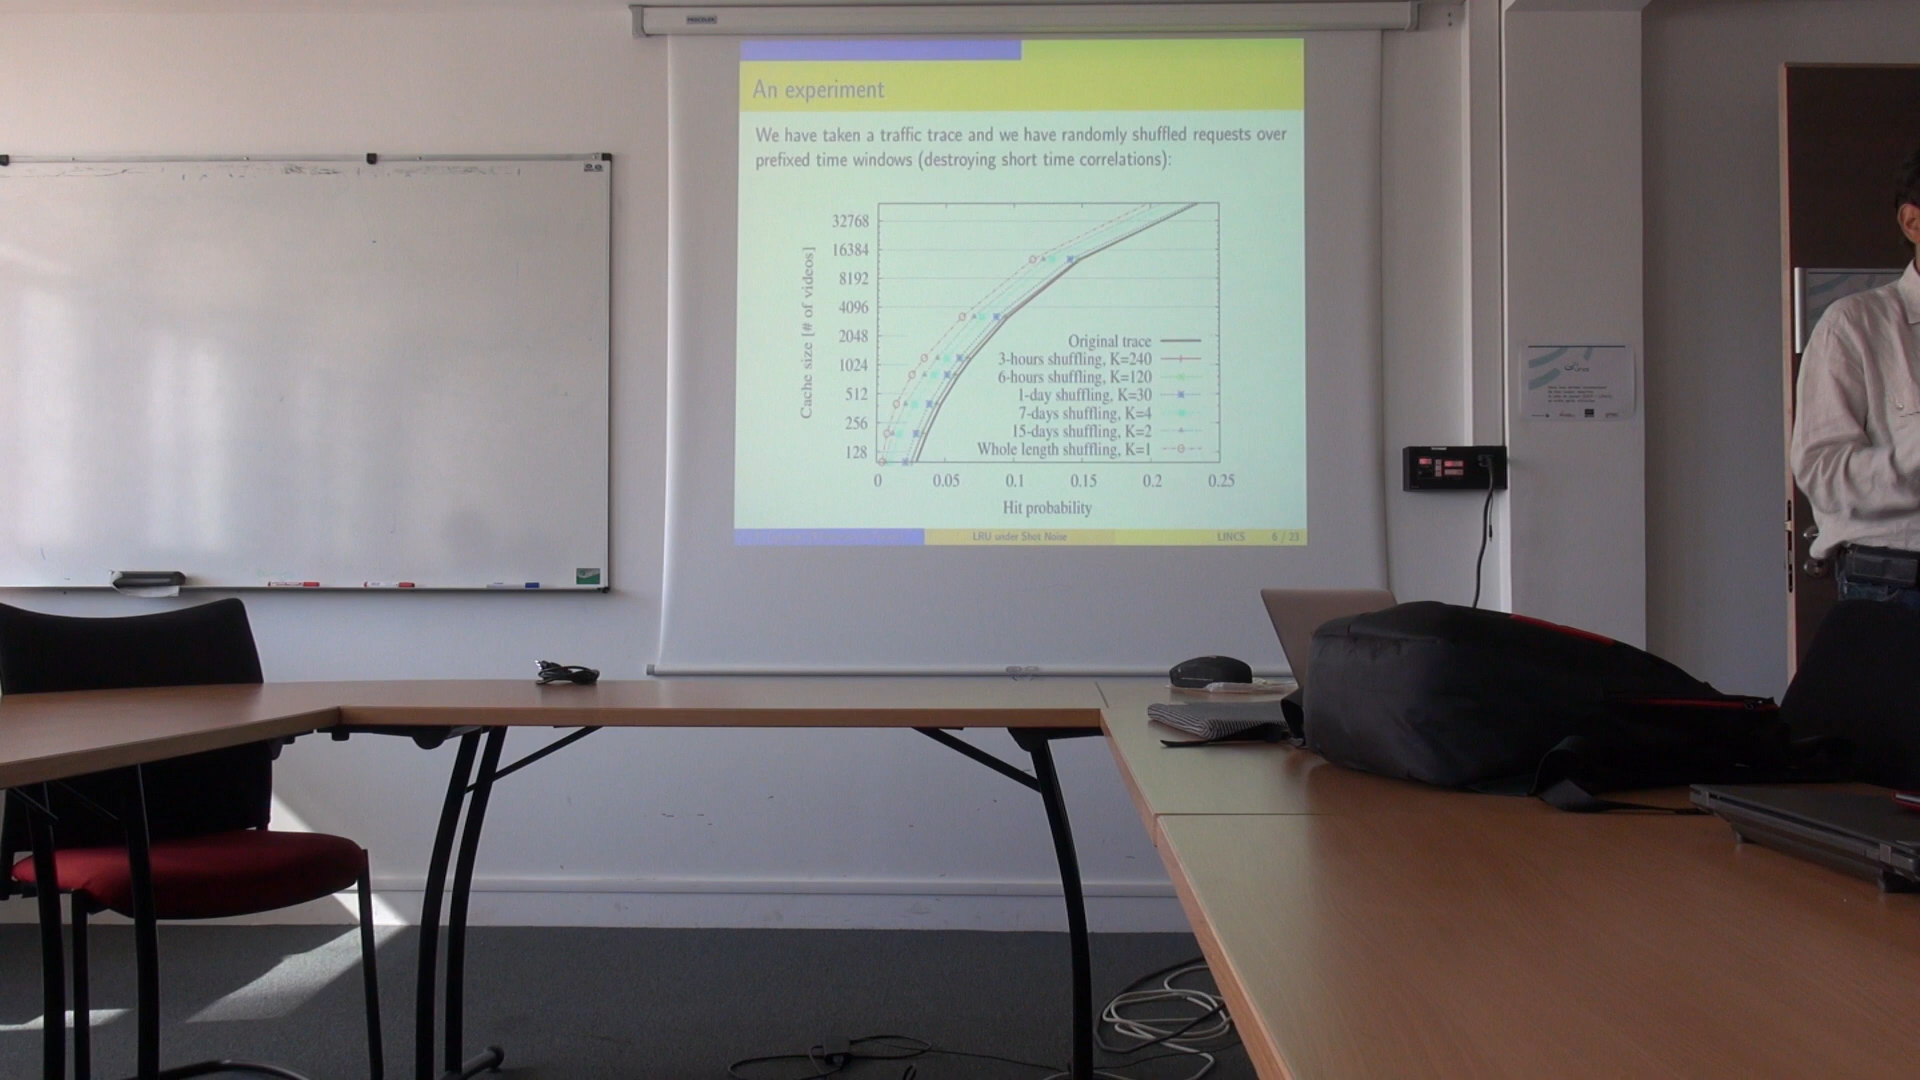 An experiment
We have taken a traffic trace and we have randomly shuffled requests over
prefixed time windows (destroying short time correlations):
32768
16384
8192
4096
2048
1024
512
256
128
Cache size [# of videos]
Original trace
3-hours shuffling, K=240
6-hours shuffling, K=120
1-day shuffling, K=30
7-days shuffling, K=4
15-days shuffling, K=2
Whole length shuffling, K=1
0 0.05 0.1 0.15 0.2 0.25
Hit probability
LRU under Shot Noise LINCS 6 / 23